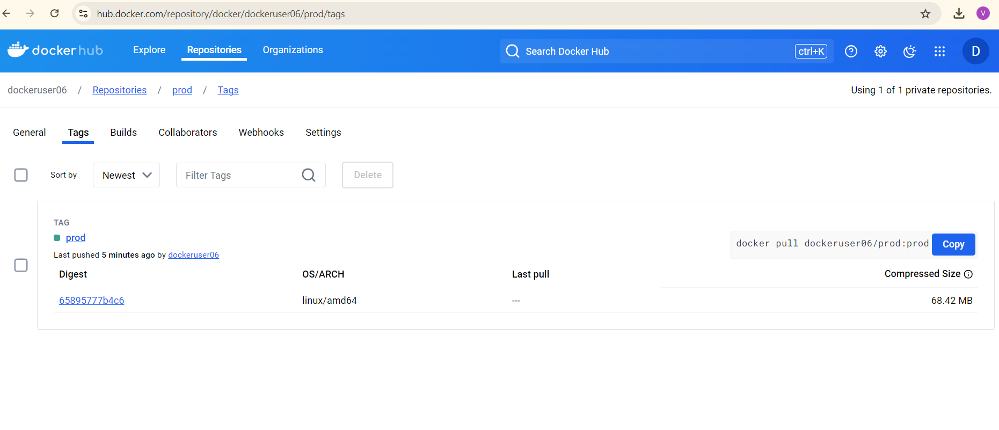 hub.docker.com/repository/docker/dockeruser06/prod/tags
V
dockerhub Explore Repositories Organizations Search Docker Hub ctrl+K D
dockeruser06 / Repositories / prod / Tags Using 1 of 1 private repositories.
General Tags Builds Collaborators Webhooks Settings
Sort by Newest Filter Tags Delete
TAG
prod
docker pull dockeruser06/prod:prod Copy
Last pushed 5 minutes ago by dockeruser06
Digest OS/ARCH Last pull Compressed Size
65895777b4c6 linux/amd64 --- 68.42 MB